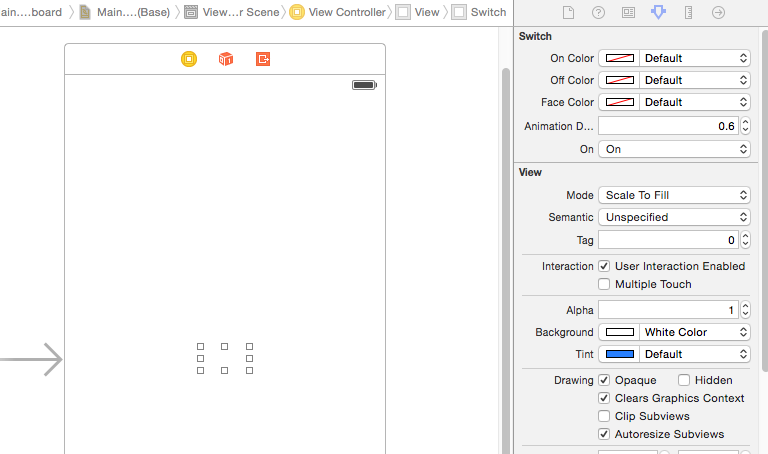 ain....board Main....(Base) View...r Scene View Controller View Switch
Switch
On Color Default
Off Color Default
Face Color Default
Animation D... 0.6
On On
View
Mode Scale To Fill
Semantic Unspecified
Tag 0
Interaction User Interaction Enabled
Multiple Touch
Alpha 1
Background White Color
Tint Default
Drawing Opaque Hidden
Clears Graphics Context
Clip Subviews
Autoresize Subviews